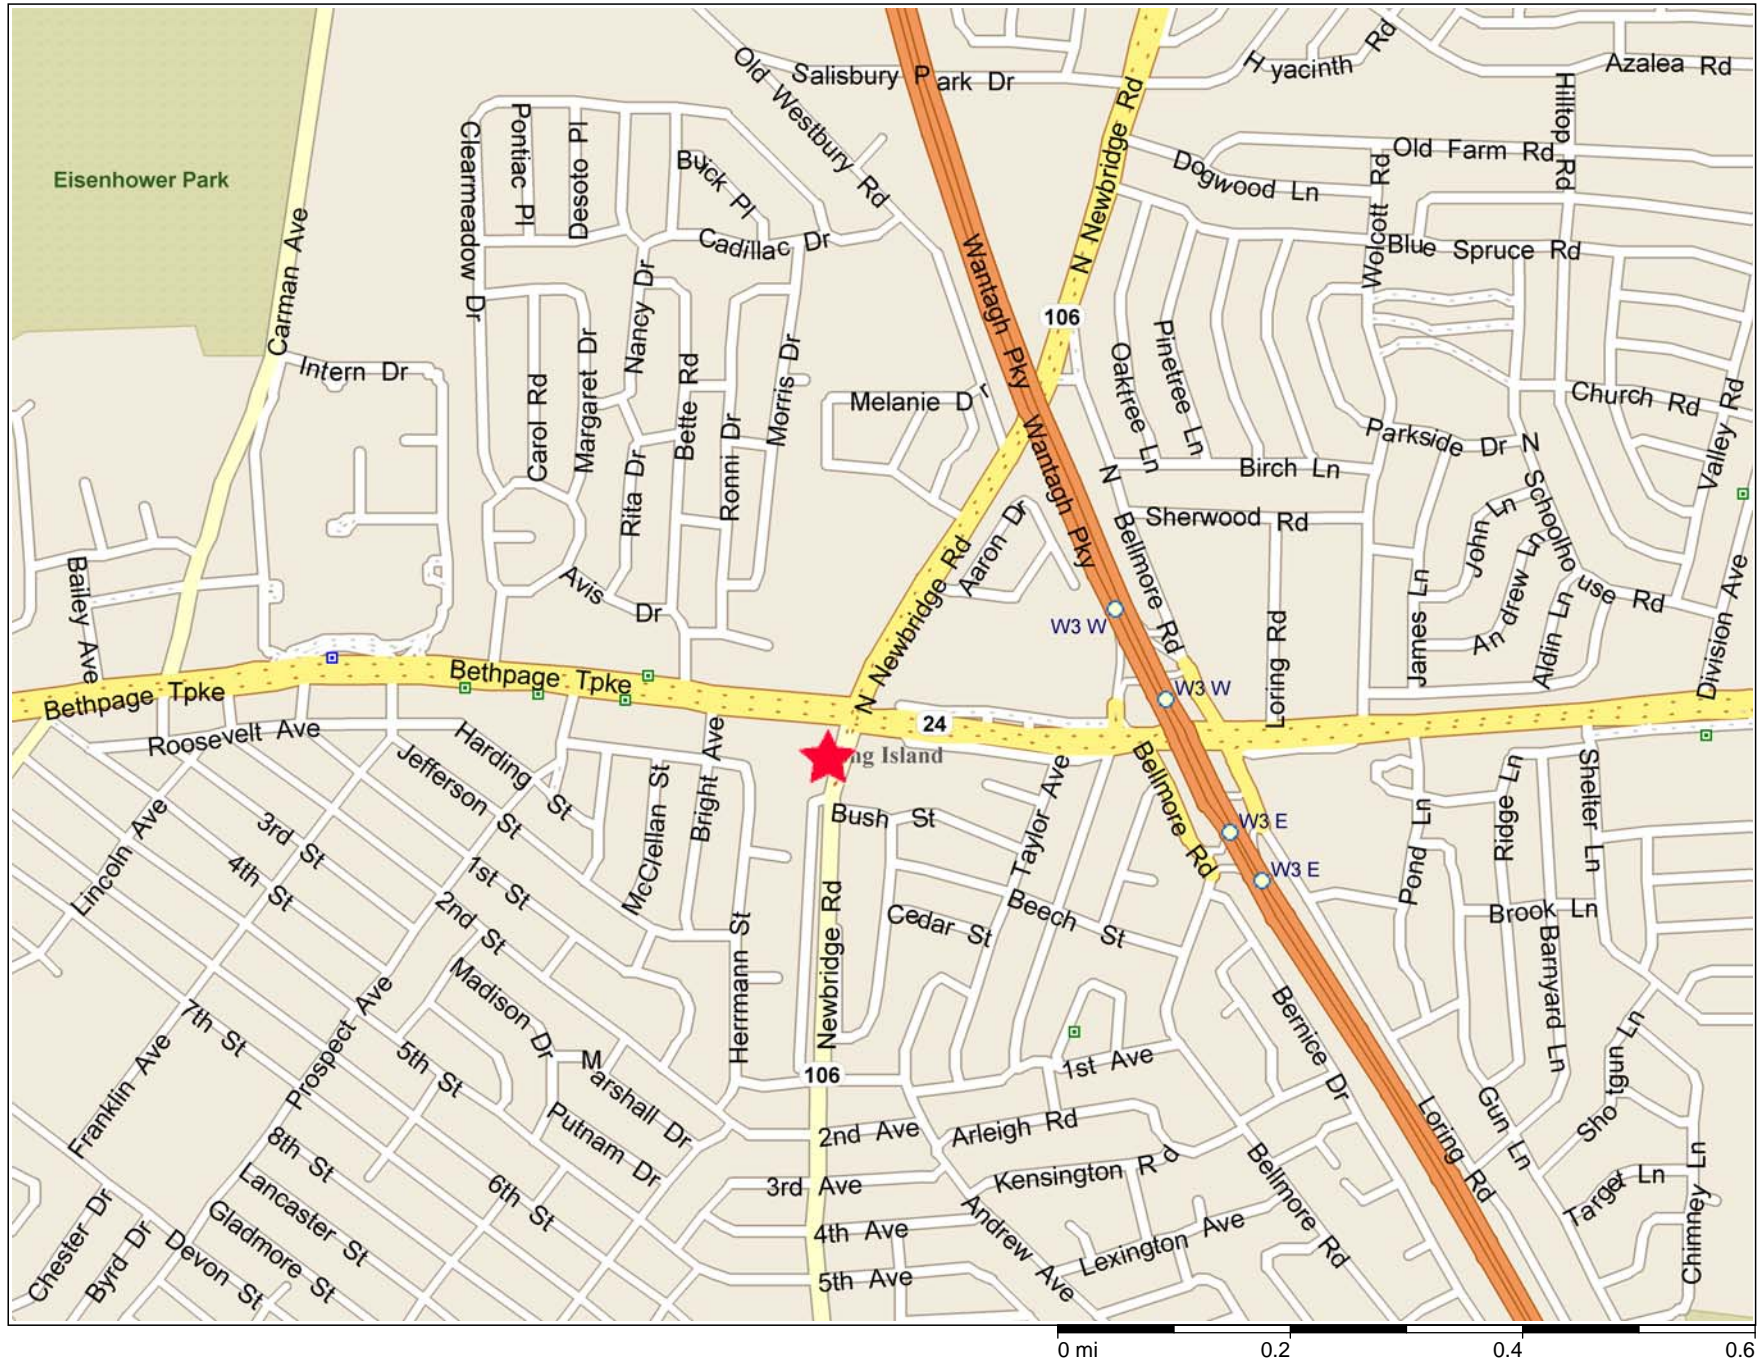 Old Westbury Rd
Salisbury Park Dr
Hyacinth Rd
Azalea Rd
Hilltop Rd
Eisenhower Park
Carman Ave
Clearmeadow Dr
Pontiac Pl
Desoto Pl
Buick Pl
Cadillac Dr
N Newbridge Rd
Dogwood Ln
Old Farm Rd
Wolcott Rd
Blue Spruce Rd
Wantagh Pky
106
Intern Dr
Carol Rd
Margaret Dr
Nancy Dr
Rita Dr
Bette Rd
Ronni Dr
Morris Dr
Melanie Dr
Oaktree Ln
Pinetree Ln
Parkside Dr
Church Rd
Valley Rd
Birch Ln
Wantagh Pky
N Bellmore Rd
Sherwood Rd
N Schoolhouse Rd
John Ln
Andrew Ln
Aldin Ln
James Ln
Loring Rd
Division Ave
Bailey Ave
Avis Dr
Aaron Dr
N Newbridge Rd
W3 W
W3 W
Bethpage Tpke
Bethpage Tpke
24
ng Island
Roosevelt Ave
Harding St
Jefferson St
McClellan St
Bright Ave
Bush St
Taylor Ave
Bellmore Rd
W3 E
W3 E
Pond Ln
Ridge Ln
Shelter Ln
Lincoln Ave
3rd St
4th St
1st St
2nd St
Herrmann St
Newbridge Rd
Cedar St
Beech St
Brook Ln
Barnyard Ln
Madison Dr
Marshall Dr
Putnam Dr
7th St
5th St
Franklin Ave
Prospect Ave
106
1st Ave
Bernice Dr
Loring Rd
Gun Ln
Shotung Ln
Target Ln
Chimney Ln
2nd Ave
Arleigh Rd
3rd Ave
Kensington Rd
4th Ave
5th Ave
Andrew Ave
Lexington Ave
Bellmore Rd
8th St
6th St
Lancaster St
Gladmore St
Devon St
Chester Dr
Byrd Dr
0 mi 0.2 0.4 0.6